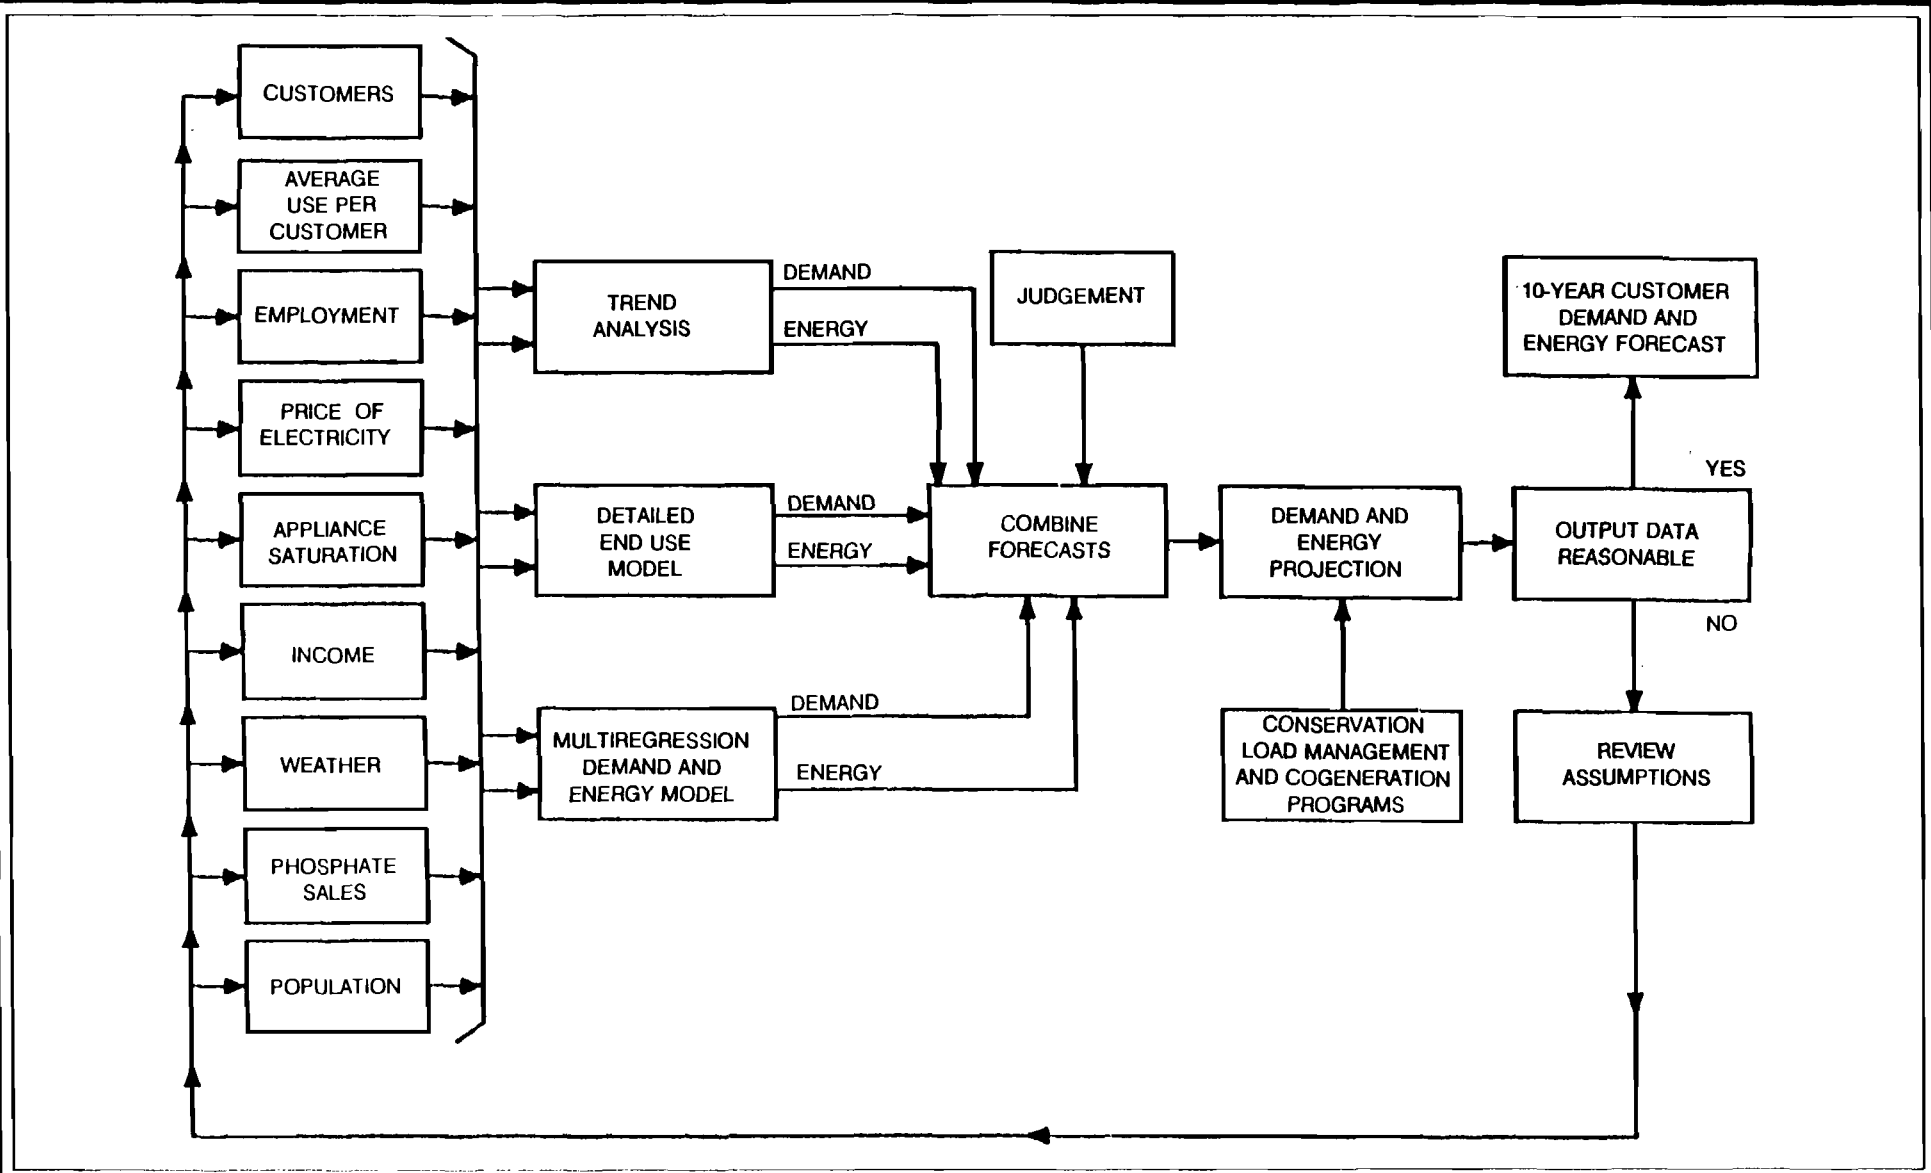 CUSTOMERS
AVERAGE
USE PER
CUSTOMER
EMPLOYMENT
PRICE OF
ELECTRICITY
APPLIANCE
SATURATION
INCOME
WEATHER
PHOSPHATE
SALES
POPULATION
TREND
ANALYSIS
DEMAND
ENERGY
DETAILED
END USE
MODEL
DEMAND
ENERGY
MULTIREGRESSION
DEMAND AND
ENERGY MODEL
DEMAND
ENERGY
JUDGEMENT
COMBINE
FORECASTS
DEMAND AND
ENERGY
PROJECTION
CONSERVATION
LOAD MANAGEMENT
AND COGENERATION
PROGRAMS
10-YEAR CUSTOMER
DEMAND AND
ENERGY FORECAST
YES
OUTPUT DATA
REASONABLE
NO
REVIEW
ASSUMPTIONS